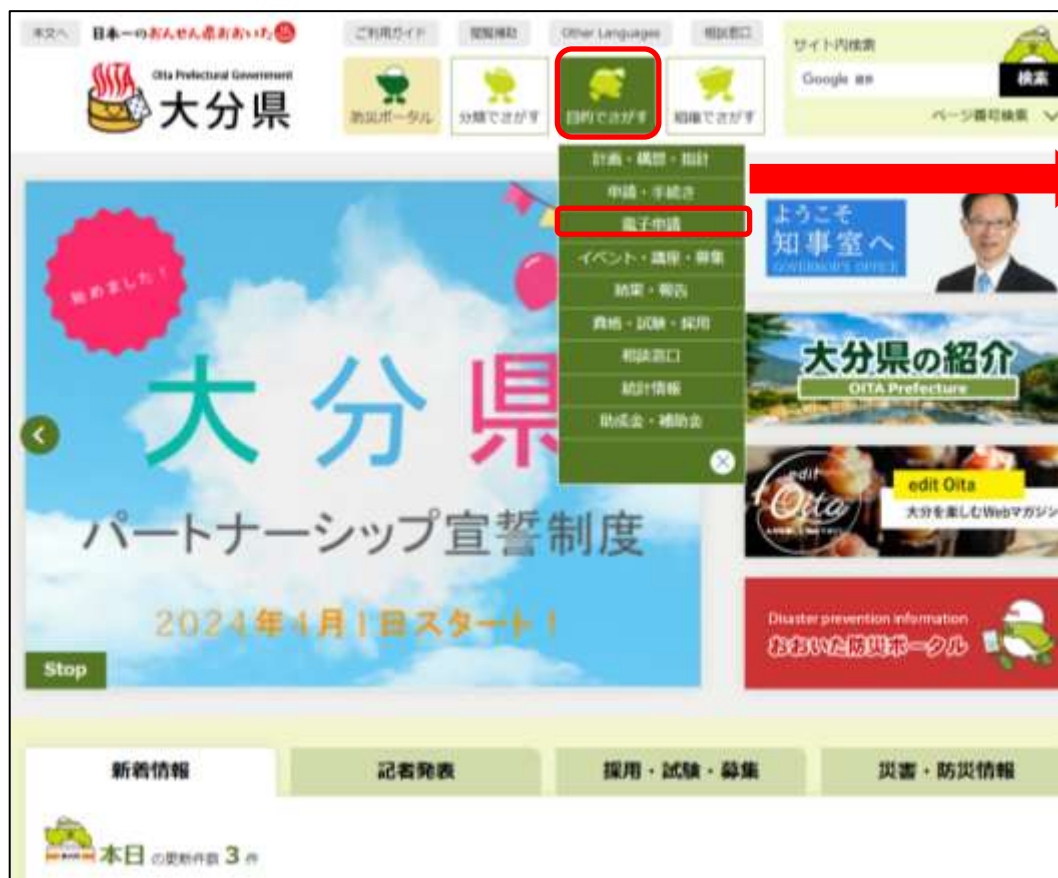 本文へ
日本一のおんせん県おおいた
ご利用ガイド
閲覧補助
Other Languages
相談窓口
Oita Prefectural Government
大分県
防災ポータル
分類でさがす
目的でさがす
組織でさがす
サイト内検索
Google
検索
ページ番号検索
計画・構想・指針
申請・手続き
電子申請
イベント・講座・募集
結果・報告
資格・試験・採用
相談窓口
統計情報
助成金・補助金
始めました!
大分県
パートナーシップ宣誓制度
2024年4月1日スタート!
Stop
ようこそ
知事室へ
GOVERNOR'S OFFICE
大分県の紹介
OITA Prefecture
edit
Oita
edit Oita
大分を楽しむWebマガジン
Disaster prevention information
おおいた防災ポータル
新着情報
記者発表
採用・試験・募集
災害・防災情報
本日 の更新件数 3 件